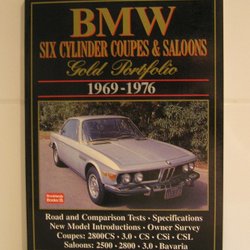 BMW
SIX CYLINDER COUPES & SALOONS
Gold Portfolio
1969-1976
Road and Comparison Tests • Specifications
New Model Introductions • Owner Survey
Coupes: 2800CS • 3.0 • CS • CSi • CSL
Saloons: 2500 • 2800 • 3.0 • Bavaria